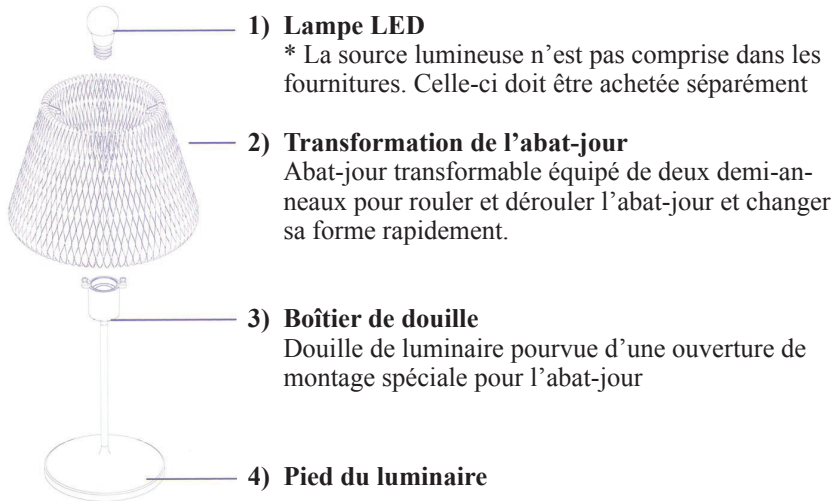 1) Lampe LED
* La source lumineuse n’est pas comprise dans les
fournitures. Celle-ci doit être achetée séparément
2) Transformation de l’abat-jour
Abat-jour transformable équipé de deux demi-an-
neaux pour rouler et dérouler l’abat-jour et changer
sa forme rapidement.
3) Boîtier de douille
Douille de luminaire pourvue d’une ouverture de
montage spéciale pour l’abat-jour
4) Pied du luminaire